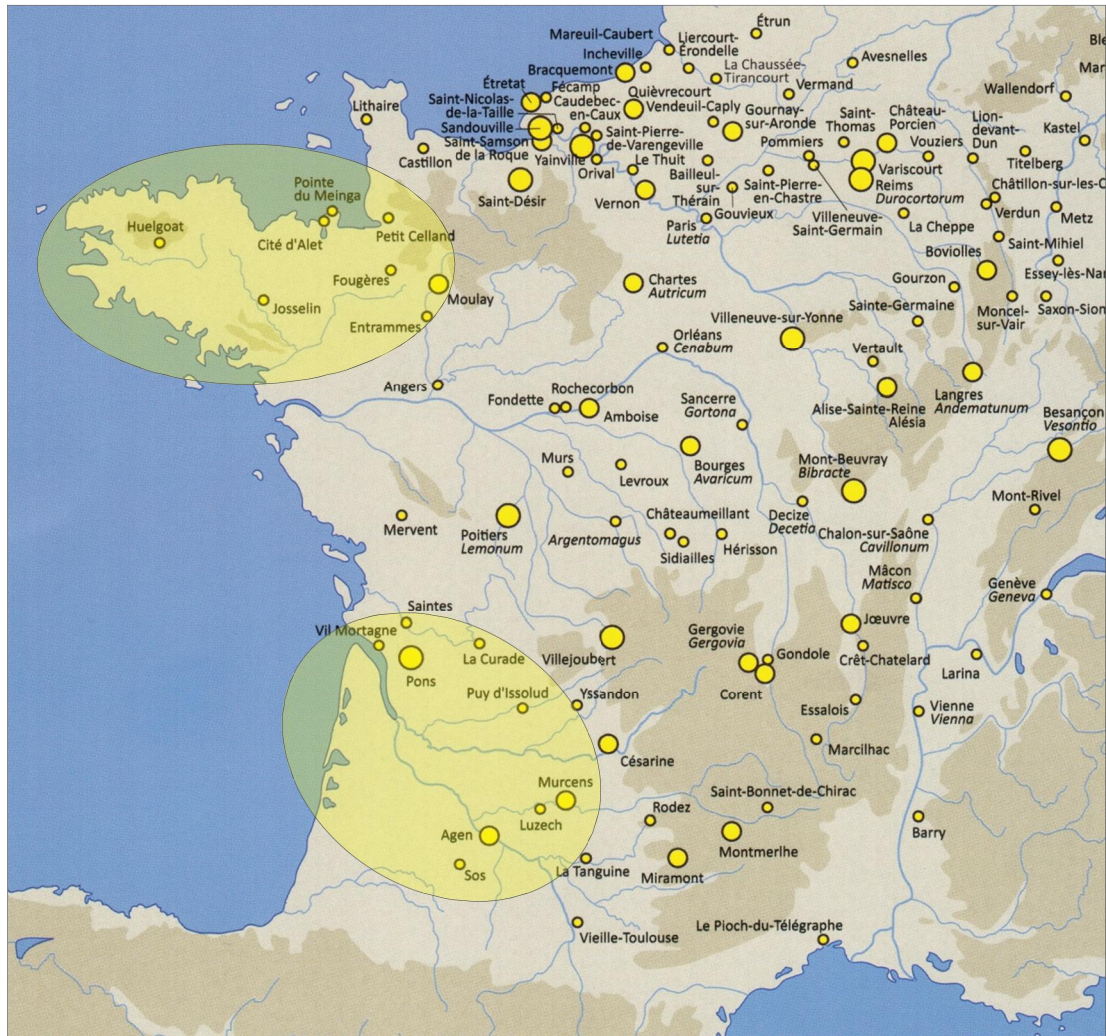 Étrun
Mareuil-Caubert
Liercourt-
Érondelle
Incheville
La Chaussée-
Tirancourt
Avesnelles
Bracquemont
Vermand
Wallendorf
Étretat
Fécamp
Quièvrecourt
Saint-Nicolas-
de-la-Taille
Caudebec-
en-Caux
Vendeuil-Caply
Gournay-
sur-Aronde
Saint-
Thomas
Château-
Porcien
Lion-
devant-
Dun
Kastel
Lithaire
Sandouville
Saint-Samson
de la Roque
Saint-Pierre-
de-Varengeville
Pommiers
Vouziers
Titelberg
Castillon
Yainville
Orival
Le Thuit
Bailleul-
sur-
Thérain
Variscourt
Reims
Durocortorum
Châtillon-sur-les-C
Saint-Désir
Vernon
Saint-Pierre-
en-Chastre
Verdun
Metz
Pointe
du Meinga
Gouvieux
Villeneuve-
Saint-Germain
La Cheppe
Paris
Lutetia
Huelgoat
Cité d'Alet
Petit Celland
Saint-Mihiel
Boviolles
Essey-lès-Nan
Fougères
Moulay
Chartes
Autricum
Gourzon
Josselin
Sainte-Germaine
Moncel-
sur-Vair
Saxon-Sion
Entrammes
Villeneuve-sur-Yonne
Orléans
Cenabum
Vertault
Angers
Rochecorbon
Fondette
Amboise
Sancerre
Gortona
Alise-Sainte-Reine
Alésia
Langres
Andematunum
Besançon
Vesontio
Murs
Levroux
Bourges
Avaricum
Mont-Beuvray
Bibracte
Mont-Rivel
Mervent
Poitiers
Lemonum
Argentomagus
Châteaumeillant
Sidiailles
Hérisson
Decize
Decetia
Chalon-sur-Saône
Cavillonum
Mâcon
Matisco
Genève
Geneva
Saintes
Vil Mortagne
La Curade
Villejoubert
Gergovie
Gergovia
Gondole
Jœuvre
Crêt-Chatelard
Larina
Pons
Corent
Puy d'Issolud
Yssandon
Essalois
Vienne
Vienna
Césarine
Marcilhac
Murcens
Saint-Bonnet-de-Chirac
Luzech
Rodez
Barry
Agen
Montmerlhe
Sos
La Tanguine
Miramont
Vieille-Toulouse
Le Pioch-du-Télégraphe